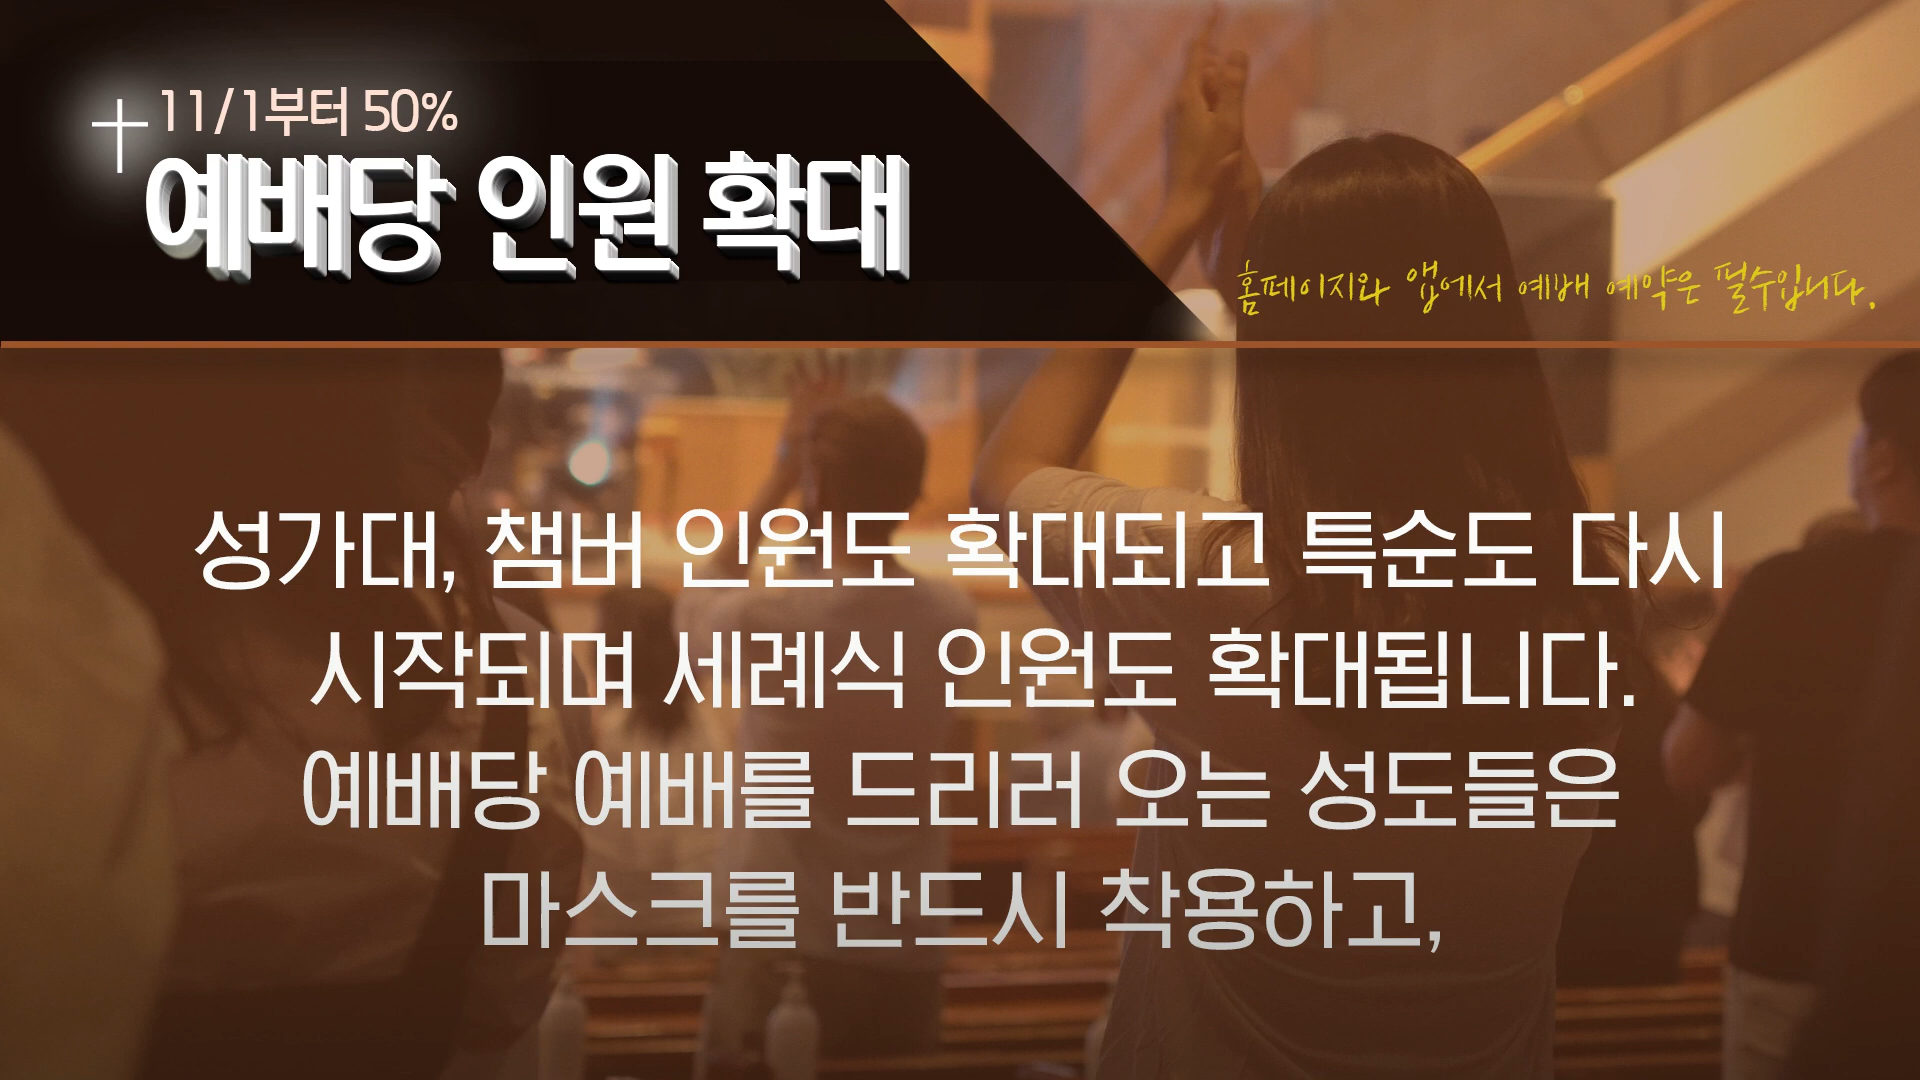 11/1부터 50%
예배당 인원 확대
홈페이지와 앱에서 예배 예약은 필수입니다.
성가대, 챔버 인원도 확대되고 특순도 다시
시작되며 세례식 인원도 확대됩니다.
예배당 예배를 드리러 오는 성도들은
마스크를 반드시 착용하고,